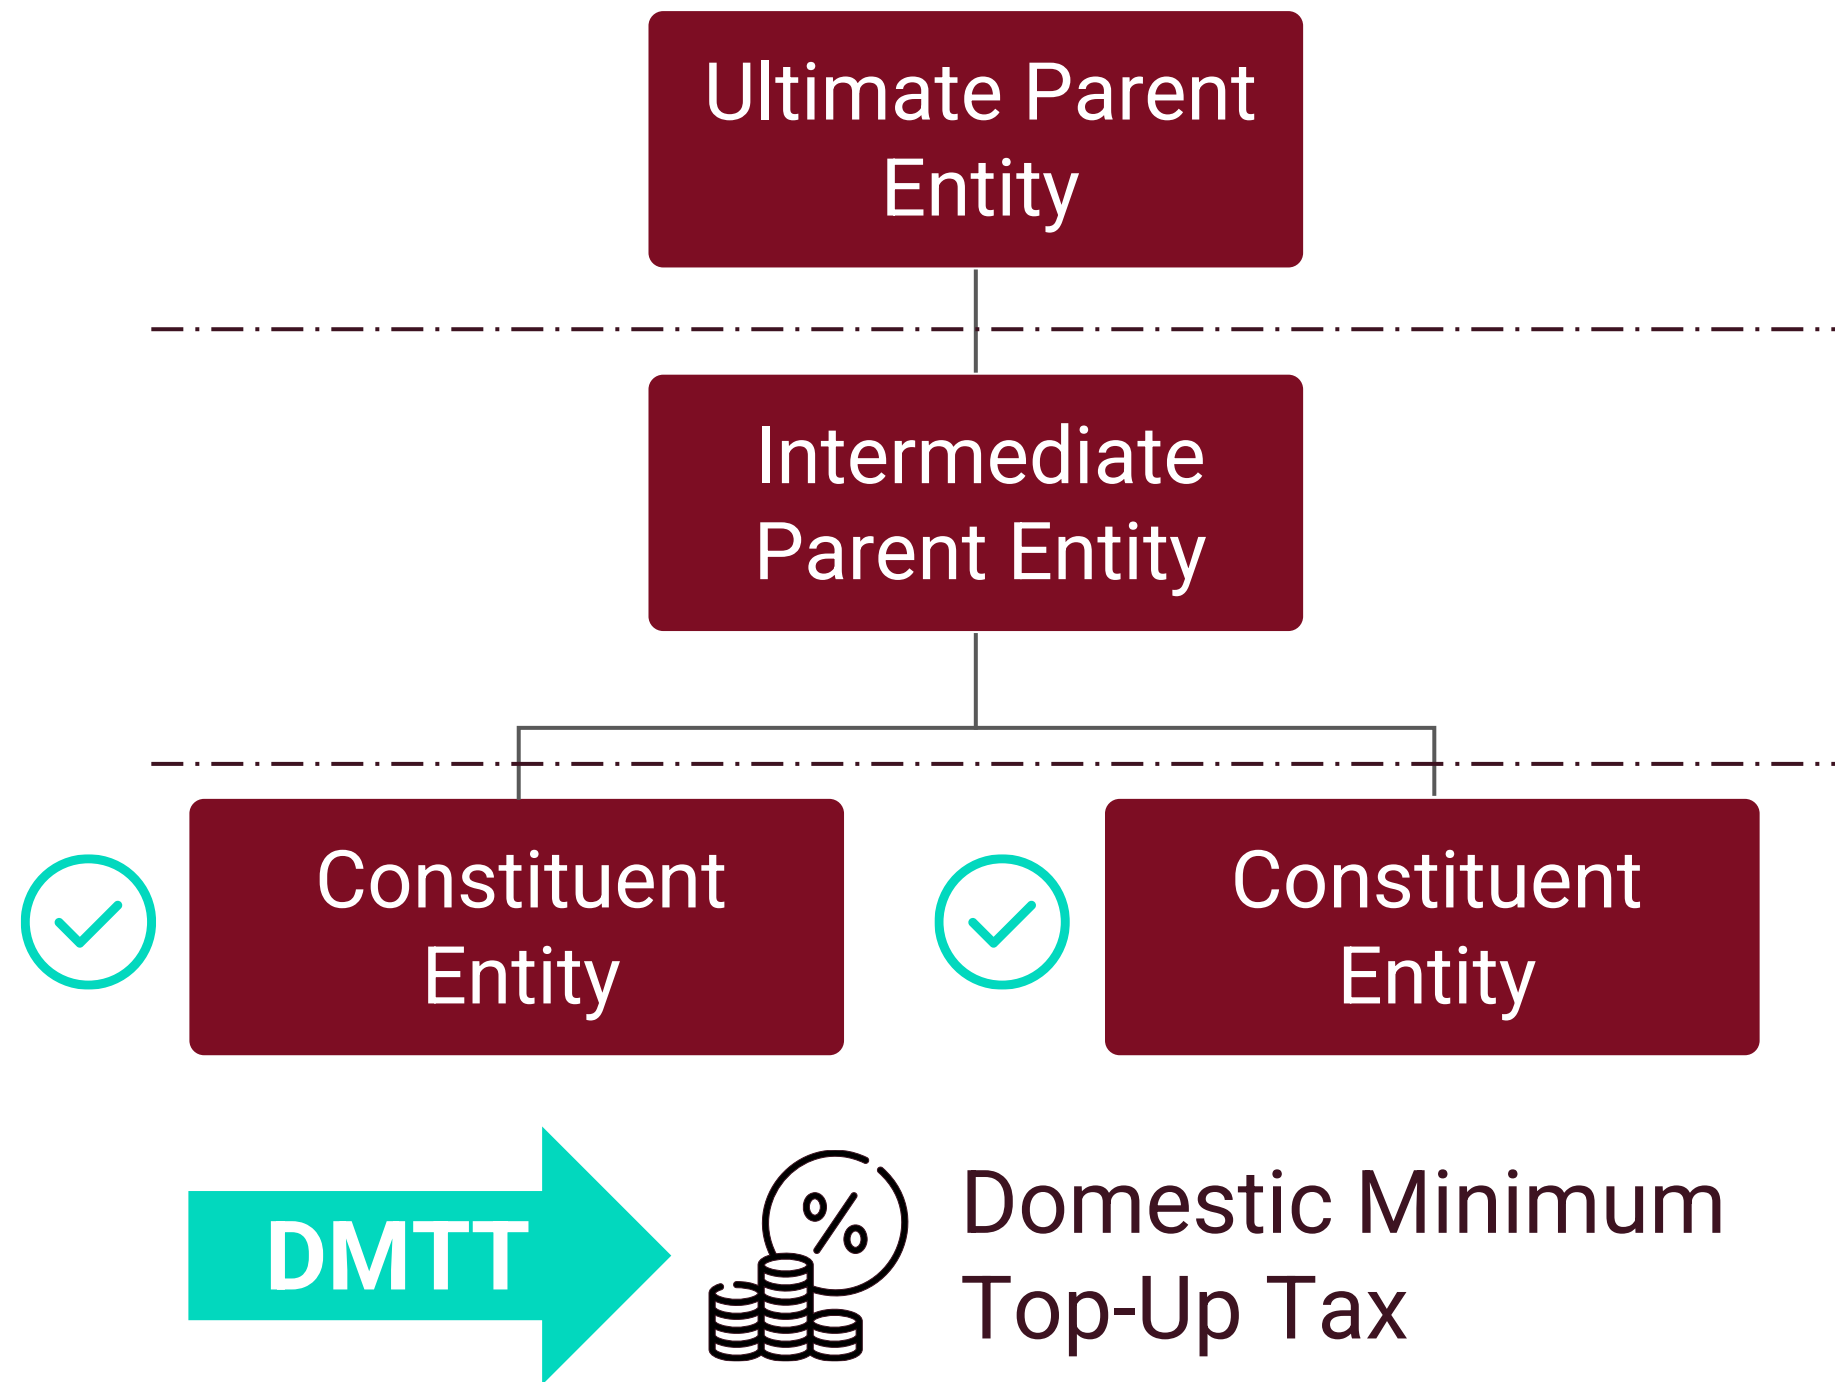 Ultimate Parent
Entity
Intermediate
Parent Entity
Constituent
Entity
Constituent
Entity
DMTT
%
Domestic Minimum
Top-Up Tax